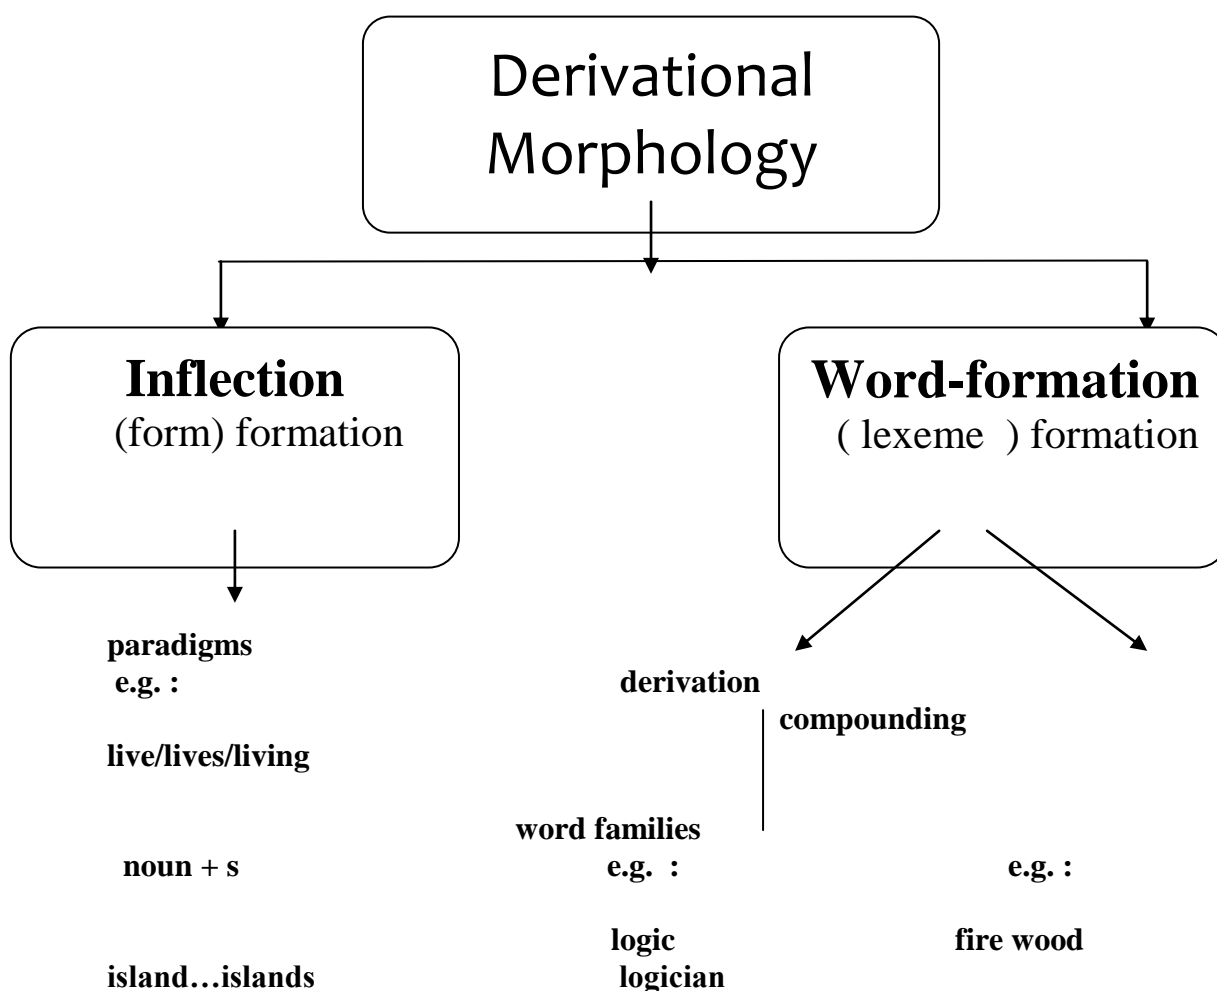 Derivational
Morphology
Inflection
(form) formation
Word-formation
( lexeme ) formation
paradigms
e.g. :
live/lives/living
noun + s
island…islands
derivation
word families
e.g. :
logic
logician
compounding
e.g. :
fire wood